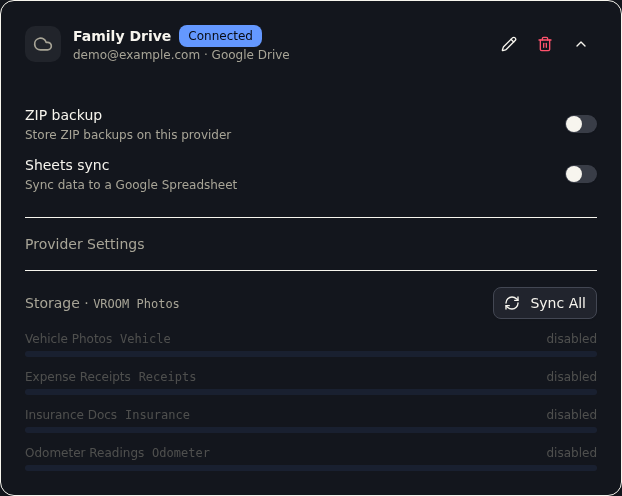 Family Drive Connected
demo@example.com · Google Drive
ZIP backup
Store ZIP backups on this provider
Sheets sync
Sync data to a Google Spreadsheet
Provider Settings
Storage · VROOM Photos Sync All
Vehicle Photos Vehicle disabled
Expense Receipts Receipts disabled
Insurance Docs Insurance disabled
Odometer Readings Odometer disabled